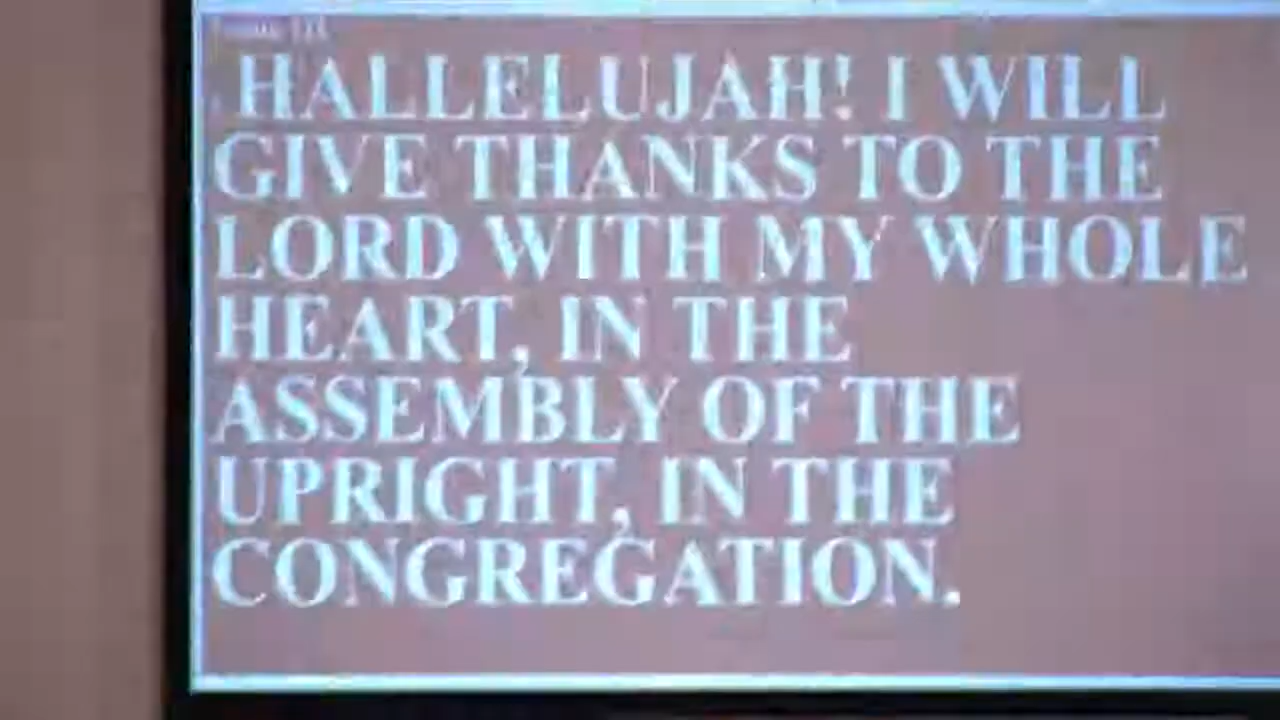 HALLELUJAH! I WILL
GIVE THANKS TO THE
LORD WITH MY WHOLE
HEART, IN THE
ASSEMBLY OF THE
UPRIGHT, IN THE
CONGREGATION.